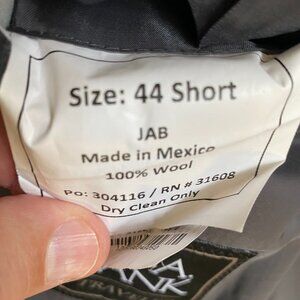 Size: 44 Short
JAB
Made in Mexico
100% Wool
Po: 304116 / RN # 31608
Dry Clean Only